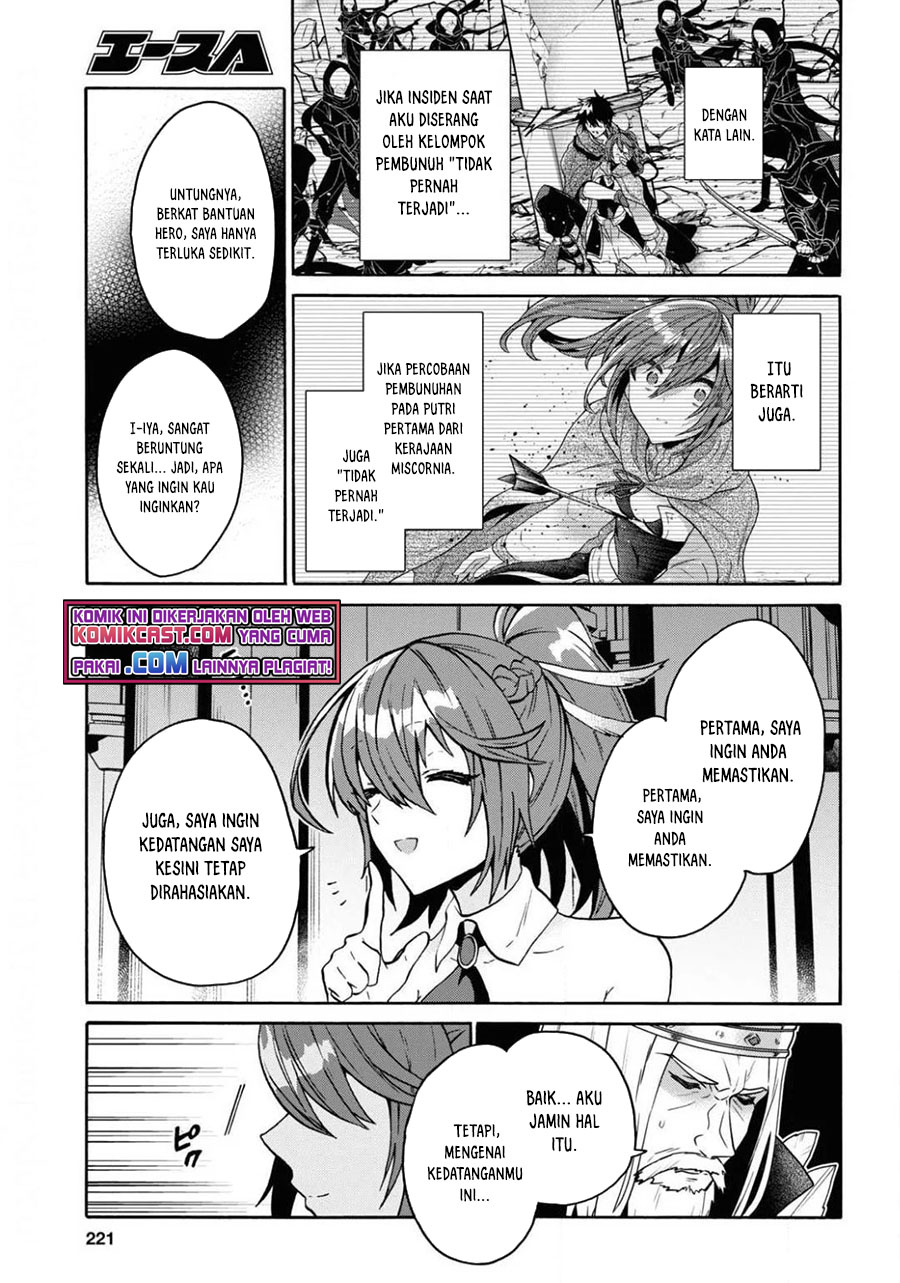 エースA
DENGAN
KATA LAIN.
JIKA INSIDEN SAAT
AKU DISERANG
OLEH KELOMPOK
PEMBUNUH "TIDAK
PERNAH
TERJADI"...
ITU
BERARTI
JUGA.
JIKA PERCOBAAN
PEMBUNUHAN
PADA PUTRI
PERTAMA DARI
KERAJAAN
MISCORNIA.
JUGA
"TIDAK
PERNAH
TERJADI."
UNTUNGNYA,
BERKAT BANTUAN
HERO, SAYA HANYA
TERLUKA SEDIKIT.
I-IYA, SANGAT
BERUNTUNG
SEKALI... JADI, APA
YANG INGIN KAU
INGINKAN?
KOMIK INI DIKERJAKAN OLEH WEB
KOMIKCAST.COM YANG CUMA
PAKAI .COM LAINNYA PLAGIAT!
PERTAMA, SAYA
INGIN ANDA
MEMASTIKAN.
PERTAMA,
SAYA INGIN
ANDA
MEMASTIKAN.
JUGA, SAYA INGIN
KEDATANGAN SAYA
KESINI TETAP
DIRAHASIAKAN.
BAIK... AKU
JAMIN HAL
ITU.
TETAPI,
MENGENAI
KEDATANGANMU
INI...
ピク
221